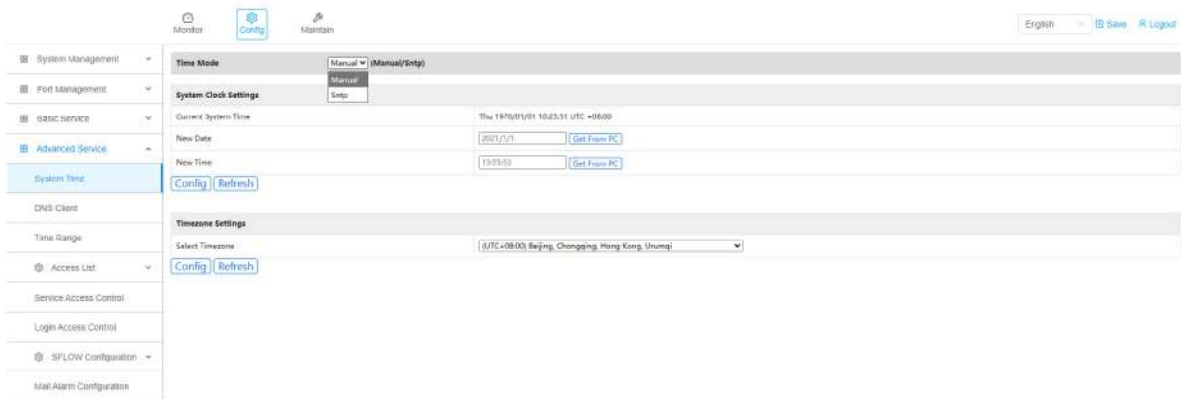 Monitor
Config
Maintain
English
Save
Logout
System Management
Port Management
Basic Service
Advanced Service
System Time
DNS Client
Time Range
Access List
Service Access Control
Login Access Control
SFLOW Configuration
Mail Alarm Configuration
Time Mode
Manual (Manual/Sntp)
Manual
Sntp
System Clock Settings
Current System Time
Thu 1970/01/01 10:25:51 UTC +08:00
New Date
2021/1/1
Get From PC
New Time
Get From PC
Config Refresh
Timezone Settings
Select Timezone
(UTC+08:00) Beijing, Chongqing, Hong Kong, Urumqi
Config Refresh